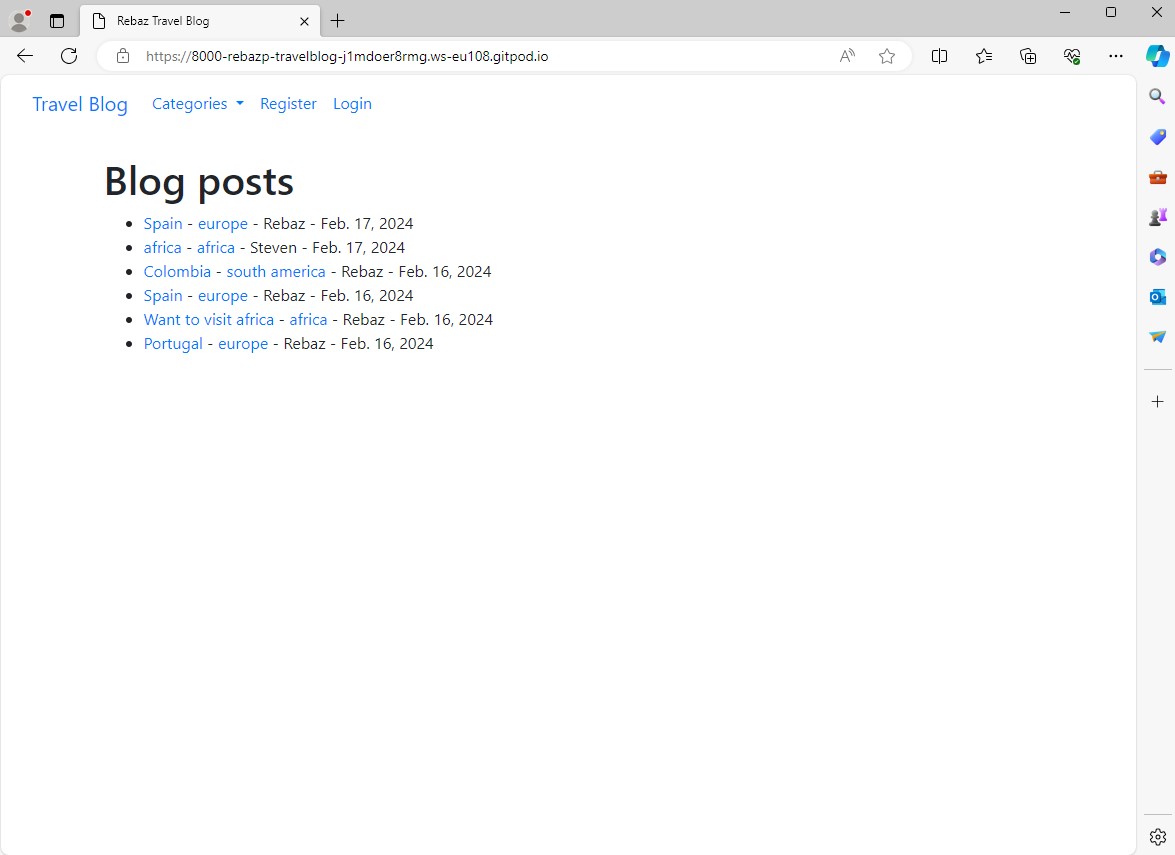 Rebaz Travel Blog
https://8000-rebazp-travelblog-j1mdoer8rmg.ws-eu108.gitpod.io
Travel Blog Categories Register Login
Blog posts
Spain - europe - Rebaz - Feb. 17, 2024
africa - africa - Steven - Feb. 17, 2024
Colombia - south america - Rebaz - Feb. 16, 2024
Spain - europe - Rebaz - Feb. 16, 2024
Want to visit africa - africa - Rebaz - Feb. 16, 2024
Portugal - europe - Rebaz - Feb. 16, 2024